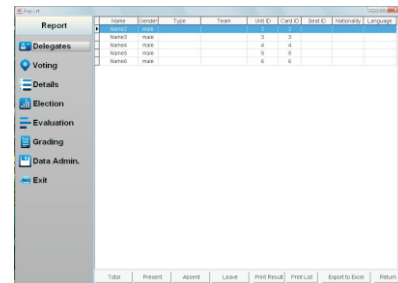 Report
Report
Name Gender Type Team Unit ID Card ID Seat ID Nationality Language
Name2 male 2 2
Name3 male 3 3
Name4 male 4 4
Name5 male 5 5
Name6 male 6 6
Delegates
Voting
Details
Election
Evaluation
Grading
Data Admin.
Exit
Total Present Absent Leave Print Result Print List Export to Excel Return